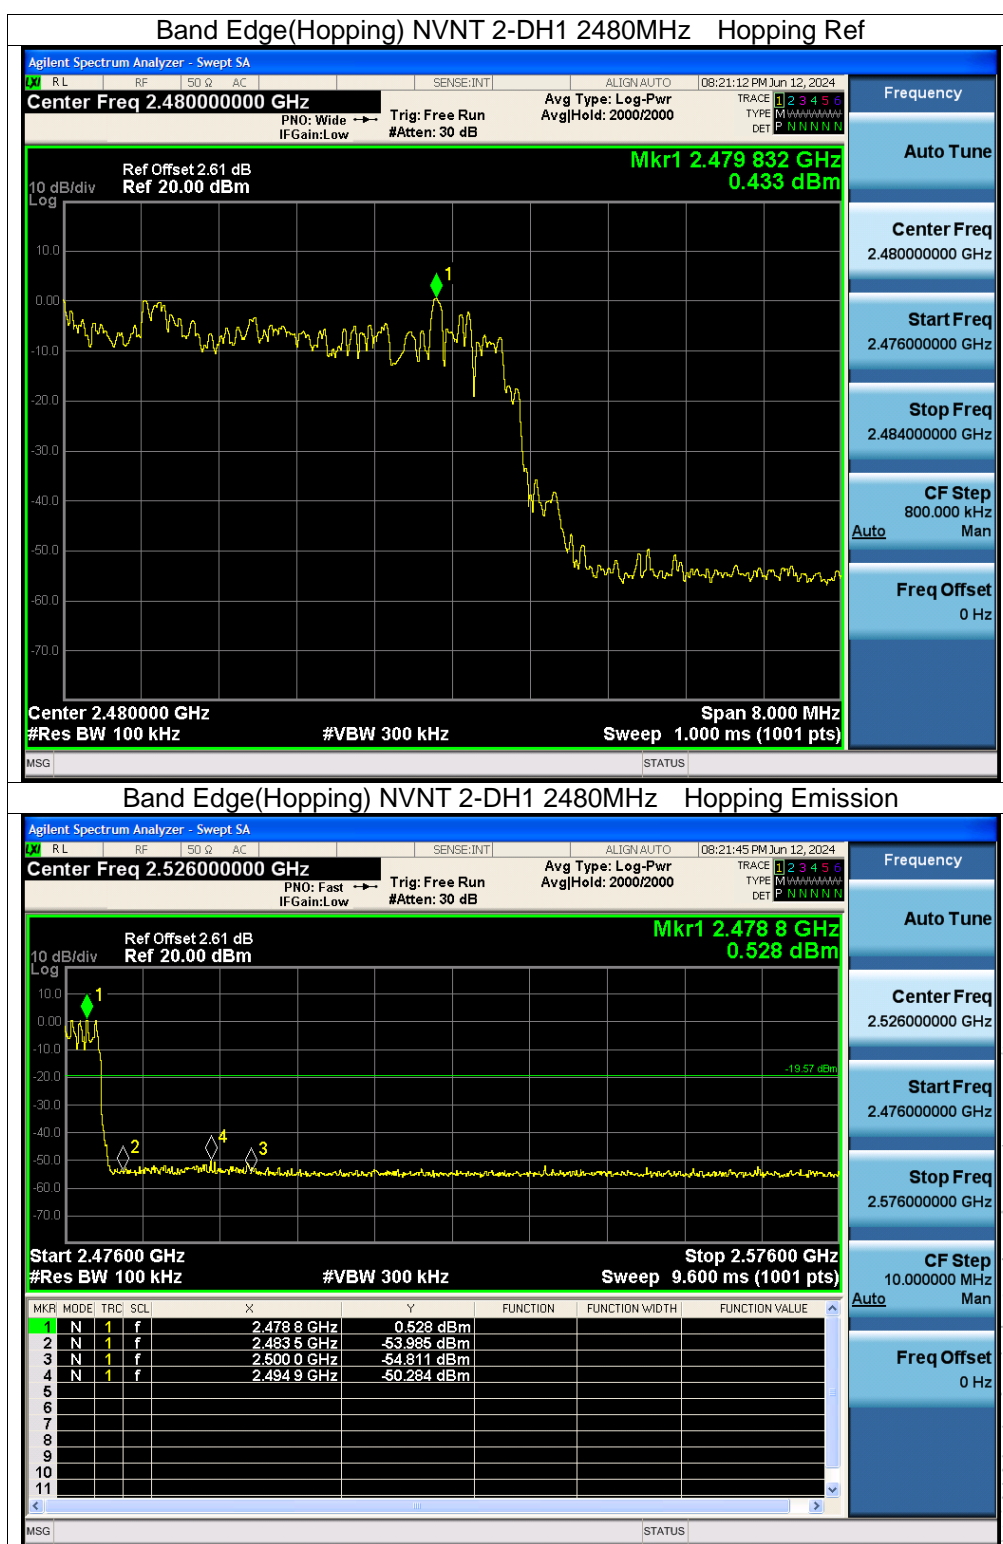 Band Edge(Hopping) NVNT 2-DH1 2480MHz Hopping Ref
Agilent Spectrum Analyzer - Swept SA
LXI RL RF 50 Ω AC SENSE:INT ALIGN AUTO 08:21:12 PM Jun 12, 2024
Center Freq 2.480000000 GHz
PNO: Wide
IFGain:Low
Trig: Free Run
#Atten: 30 dB
Avg Type: Log-Pwr
Avg|Hold: 2000/2000
TRACE 1 2 3 4 5 6
TYPE M
DET P N N N N N
Frequency
Mkr1 2.479 832 GHz
0.433 dBm
Ref Offset 2.61 dB
Ref 20.00 dBm
10 dB/div
Log
10.0
0.00
-10.0
-20.0
-30.0
-40.0
-50.0
-60.0
-70.0
1
Center 2.480000 GHz
Span 8.000 MHz
#Res BW 100 kHz
#VBW 300 kHz
Sweep 1.000 ms (1001 pts)
Auto Tune
Center Freq
2.480000000 GHz
Start Freq
2.476000000 GHz
Stop Freq
2.484000000 GHz
CF Step
800.000 kHz
Auto Man
Freq Offset
0 Hz
MSG STATUS
Band Edge(Hopping) NVNT 2-DH1 2480MHz Hopping Emission
Agilent Spectrum Analyzer - Swept SA
LXI RL RF 50 Ω AC SENSE:INT ALIGN AUTO 08:21:45 PM Jun 12, 2024
Center Freq 2.526000000 GHz
PNO: Fast
IFGain:Low
Trig: Free Run
#Atten: 30 dB
Avg Type: Log-Pwr
Avg|Hold: 2000/2000
TRACE 1 2 3 4 5 6
TYPE M
DET P N N N N N
Frequency
Mkr1 2.478 8 GHz
0.528 dBm
Ref Offset 2.61 dB
Ref 20.00 dBm
10 dB/div
Log
10.0
0.00
-10.0
-20.0
-30.0
-40.0
-50.0
-60.0
-70.0
1
-19.57 dBm
2
4
3
Start 2.47600 GHz
Stop 2.57600 GHz
#Res BW 100 kHz
#VBW 300 kHz
Sweep 9.600 ms (1001 pts)
MKR MODE TRC SCL X Y FUNCTION FUNCTION WIDTH FUNCTION VALUE
1 N 1 f 2.478 8 GHz 0.528 dBm
2 N 1 f 2.483 5 GHz -53.985 dBm
3 N 1 f 2.500 0 GHz -54.811 dBm
4 N 1 f 2.494 9 GHz -50.284 dBm
5
6
7
8
9
10
11
Auto Tune
Center Freq
2.526000000 GHz
Start Freq
2.476000000 GHz
Stop Freq
2.576000000 GHz
CF Step
10.000000 MHz
Auto Man
Freq Offset
0 Hz
MSG STATUS